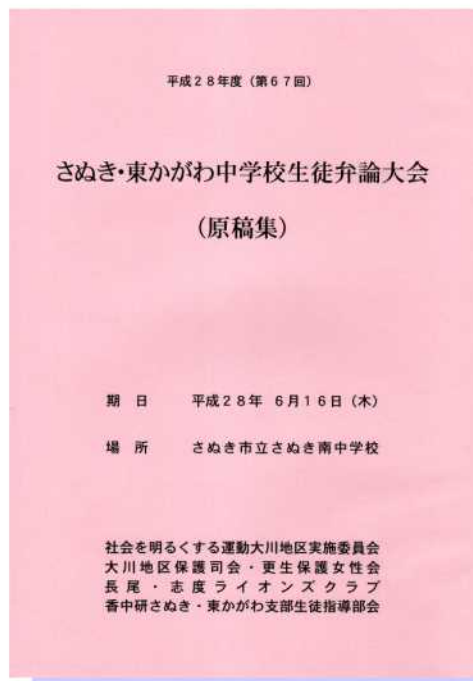 平成２８年度（第６７回）
さぬき・東かがわ中学校生徒弁論大会
（原稿集）
期　日　　平成２８年　６月１６日（木）
場　所　　さぬき市立さぬき南中学校
社会を明るくする運動大川地区実施委員会
大川地区保護司会・更生保護女性会
長尾・志度ライオンズクラブ
香中研さぬき・東かがわ支部生徒指導部会